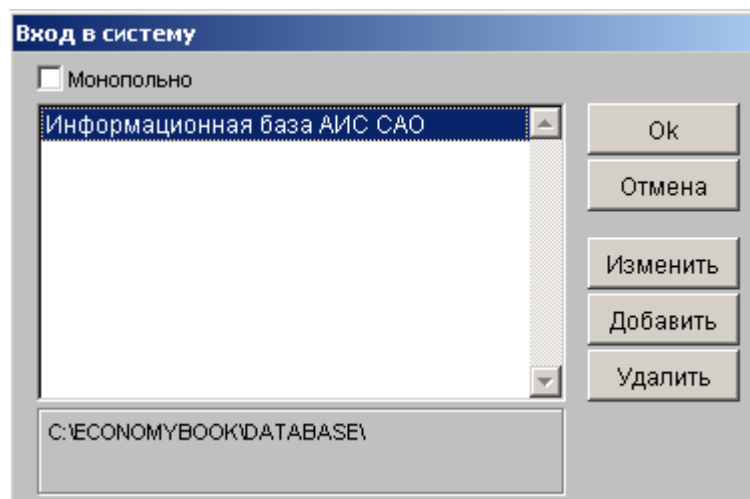 Вход в систему
Монопольно
Информационная база АИС САО
Ok
Отмена
Изменить
Добавить
Удалить
C:\ECONOMYBOOK\DATABASE\